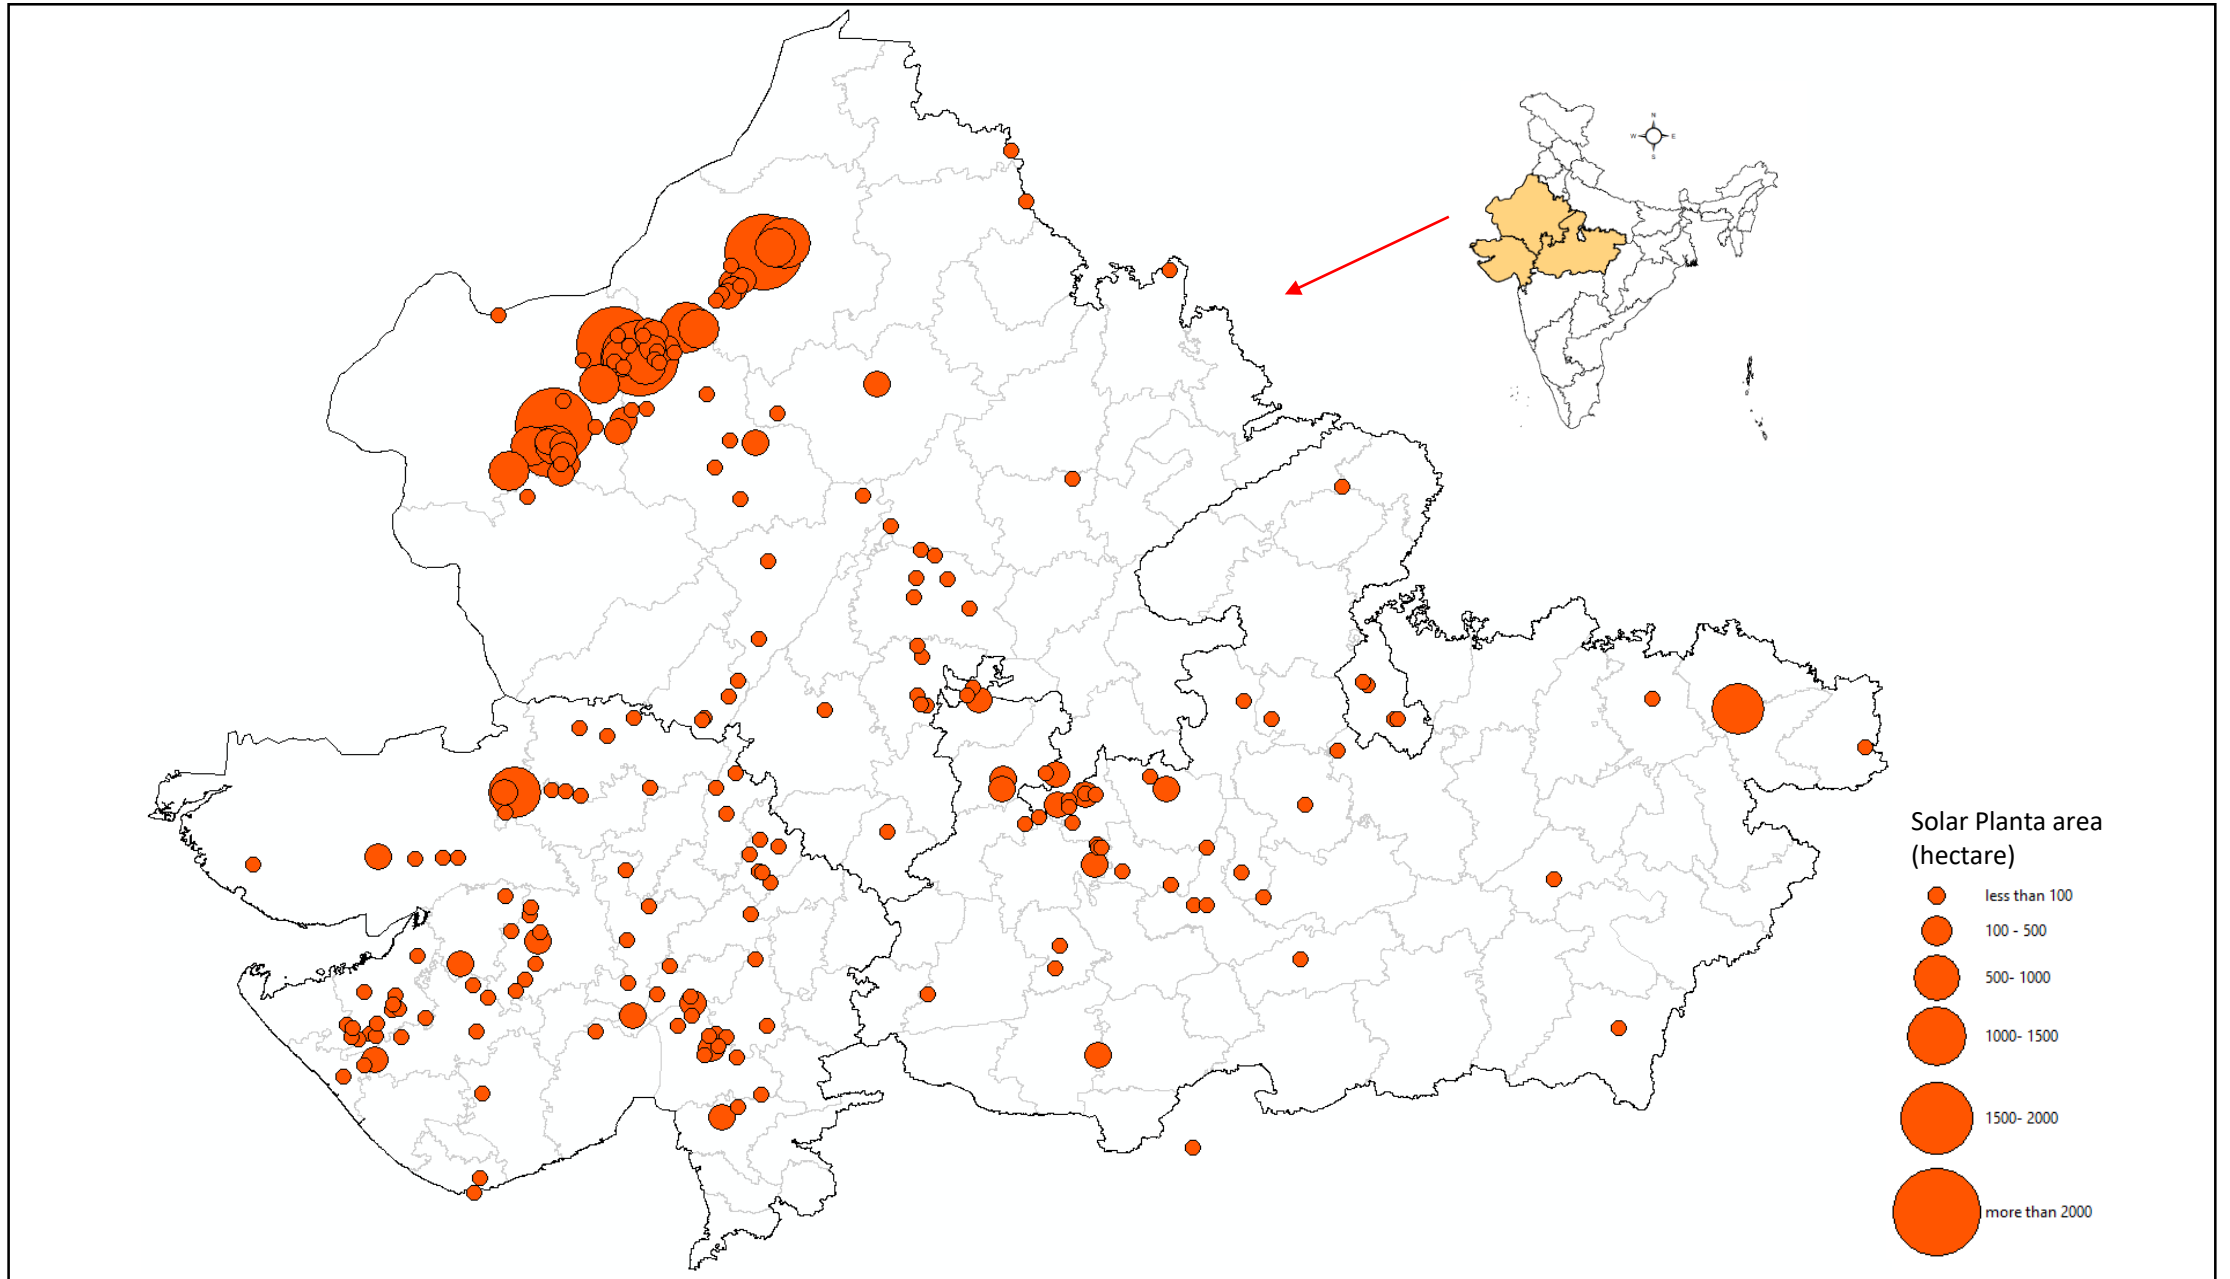 N
W
E
S
Solar Planta area
(hectare)
less than 100
100 - 500
500- 1000
1000- 1500
1500- 2000
more than 2000